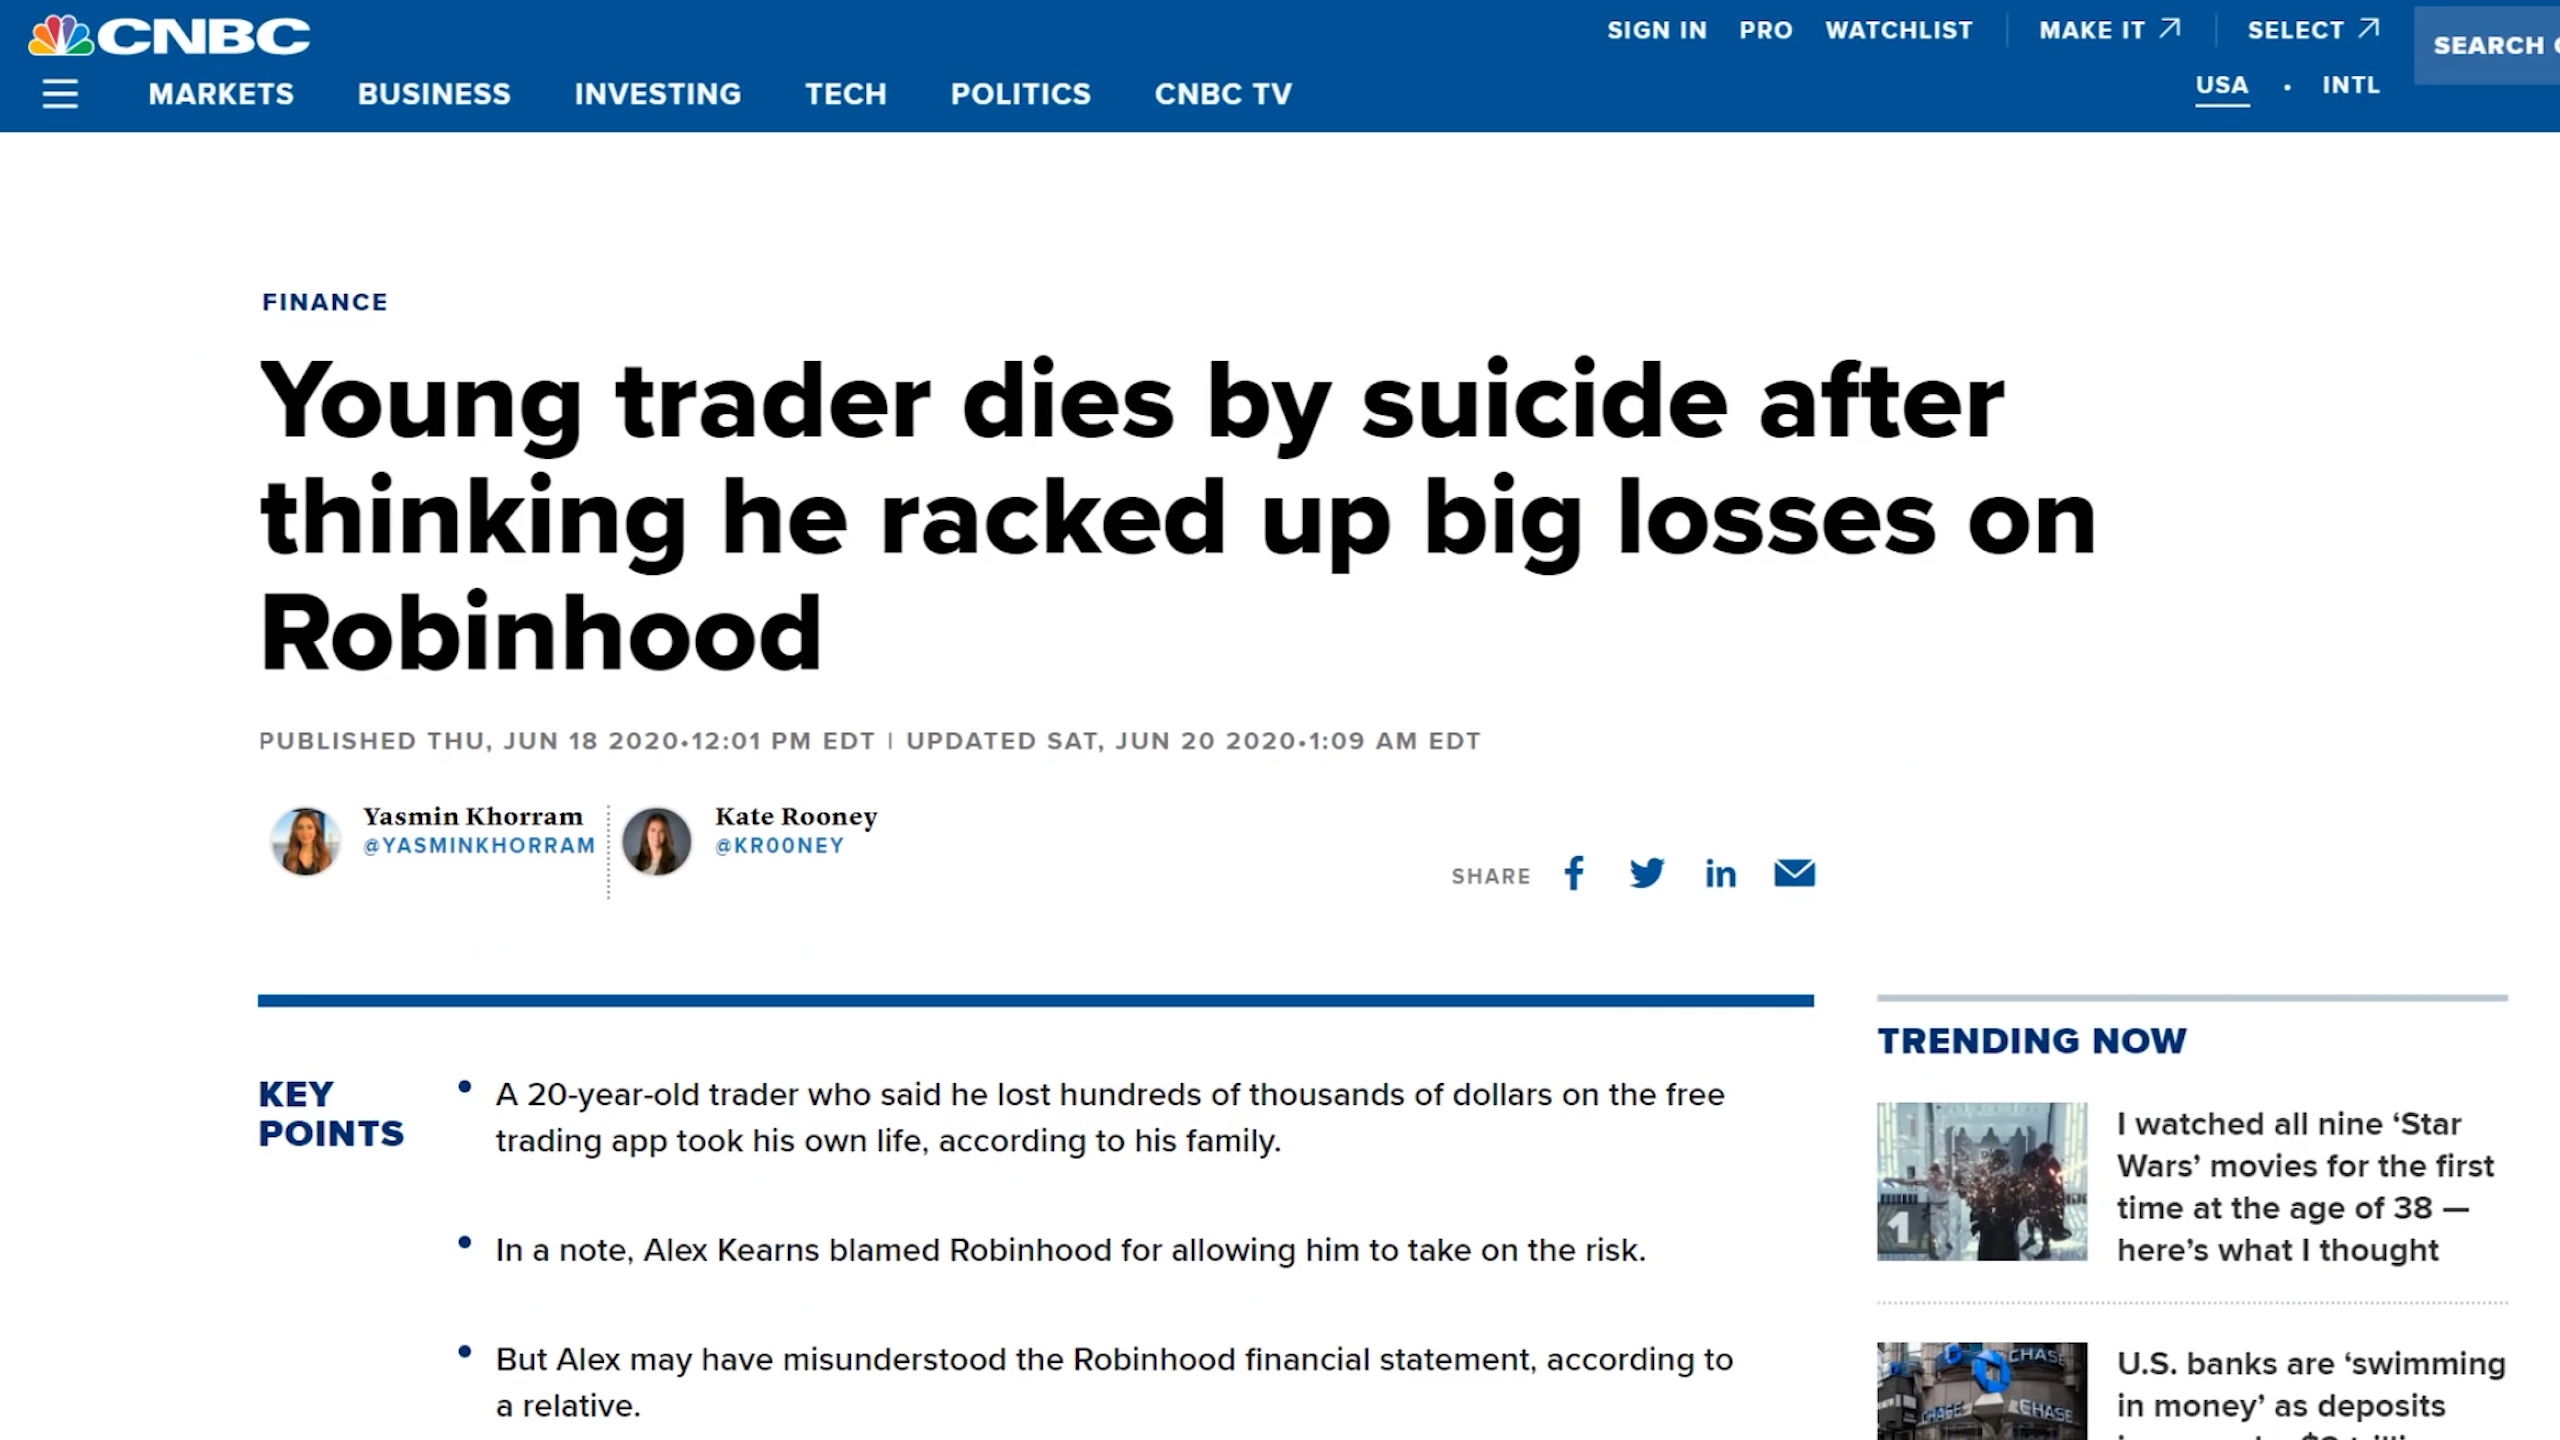 CNBC
SIGN IN PRO WATCHLIST MAKE IT SELECT
SEARCH
MARKETS BUSINESS INVESTING TECH POLITICS CNBC TV
USA • INTL
FINANCE
Young trader dies by suicide after
thinking he racked up big losses on
Robinhood
PUBLISHED THU, JUN 18 2020•12:01 PM EDT | UPDATED SAT, JUN 20 2020•1:09 AM EDT
Yasmin Khorram
@YASMINKHORRAM
Kate Rooney
@KR00NEY
SHARE
KEY
POINTS
• A 20-year-old trader who said he lost hundreds of thousands of dollars on the free
trading app took his own life, according to his family.
• In a note, Alex Kearns blamed Robinhood for allowing him to take on the risk.
• But Alex may have misunderstood the Robinhood financial statement, according to
a relative.
TRENDING NOW
1
I watched all nine ‘Star
Wars’ movies for the first
time at the age of 38 —
here’s what I thought
CHASE
CHASE
CHASE
U.S. banks are ‘swimming
in money’ as deposits